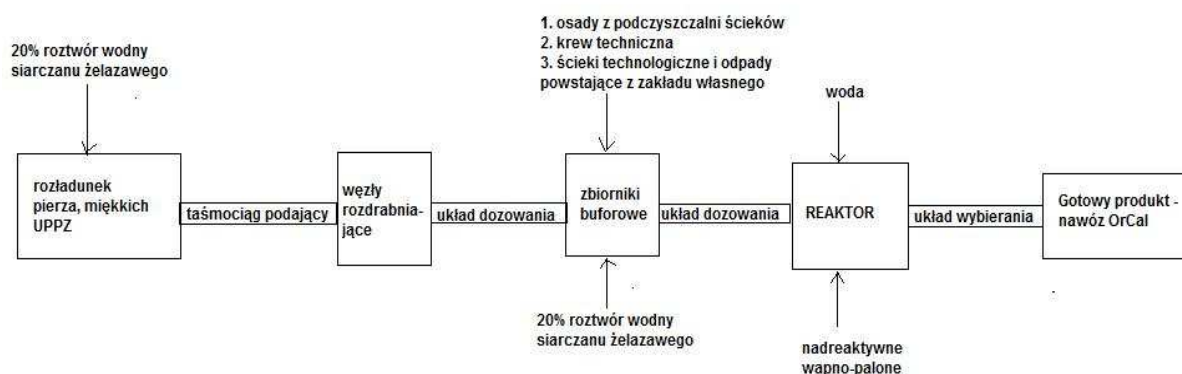 20% roztwór wodny
siarczanu żelazawego
1. osady z podczyszczalni ścieków
2. krew techniczna
3. ścieki technologiczne i odpady
powstające z zakładu własnego
woda
rozładunek
pierza, miękkich
UPPZ
taśmociąg podający
węzły
rozdrabnia-
jące
układ dozowania
zbiorniki
buforowe
układ dozowania
REAKTOR
układ wybierania
Gotowy produkt -
nawóz OrCal
20% roztwór wodny
siarczanu żelazawego
nadreaktywne
wapno-palone